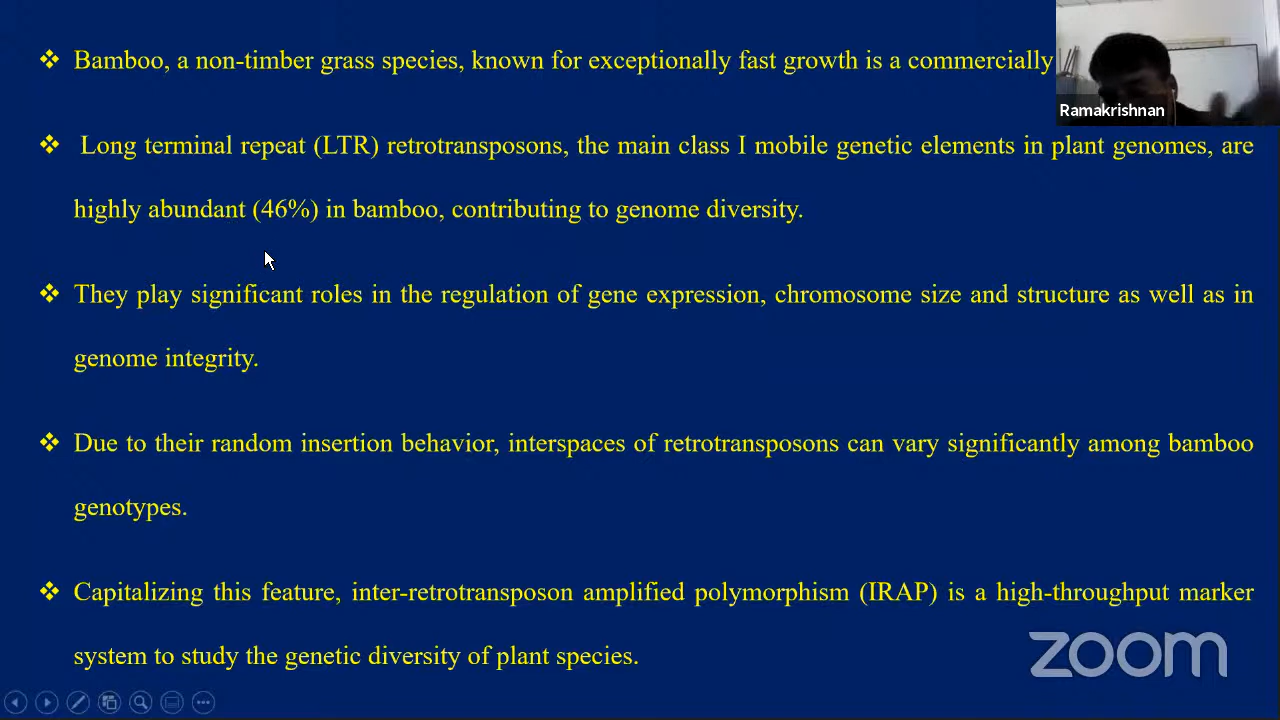 Bamboo, a non-timber grass species, known for exceptionally fast growth is a commercially
Ramakrishnan
Long terminal repeat (LTR) retrotransposons, the main class I mobile genetic elements in plant genomes, are
highly abundant (46%) in bamboo, contributing to genome diversity.
They play significant roles in the regulation of gene expression, chromosome size and structure as well as in
genome integrity.
Due to their random insertion behavior, interspaces of retrotransposons can vary significantly among bamboo
genotypes.
Capitalizing this feature, inter-retrotransposon amplified polymorphism (IRAP) is a high-throughput marker
system to study the genetic diversity of plant species.
zoom